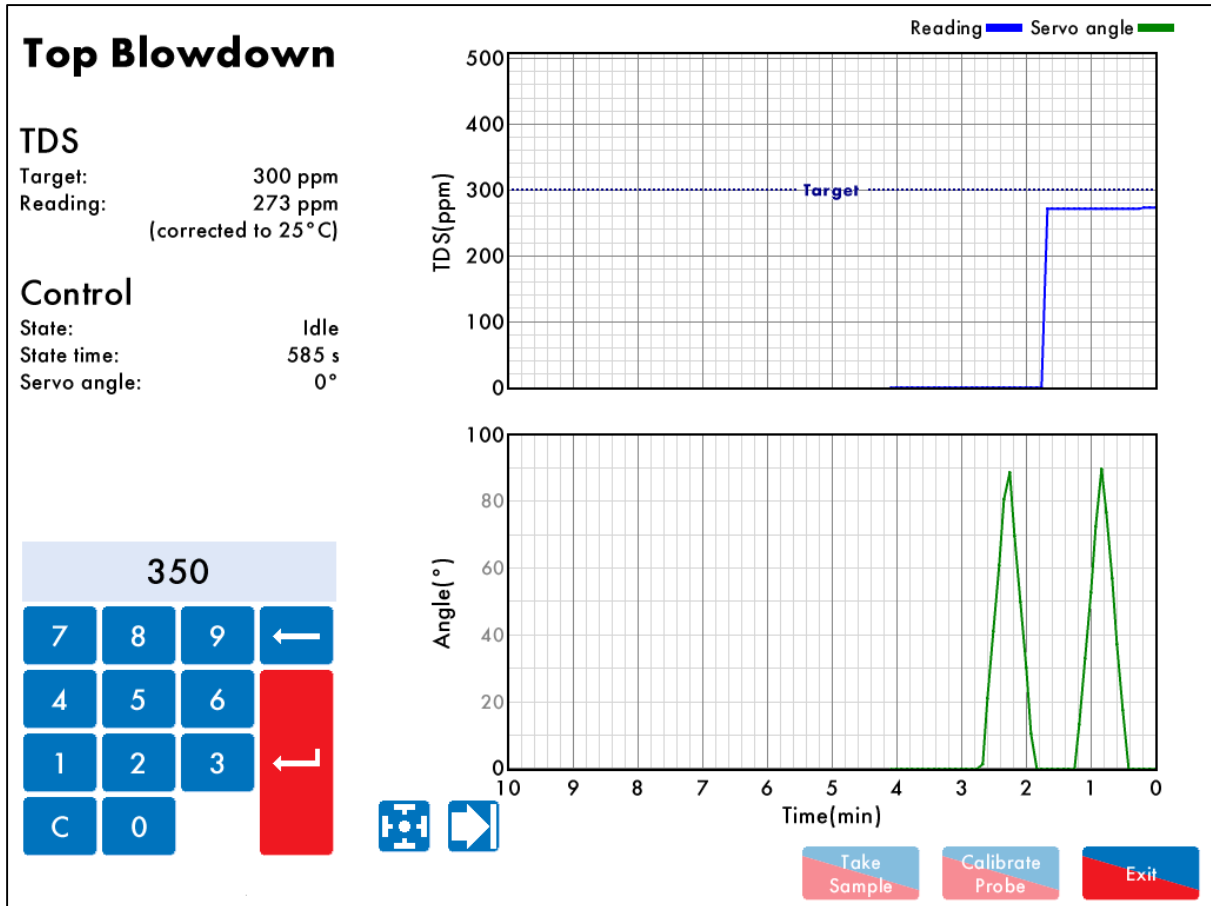 Top Blowdown
TDS
Target: 300 ppm
Reading: 273 ppm
(corrected to 25°C)
Control
State: Idle
State time: 585 s
Servo angle: 0°
350
7 8 9
4 5 6
1 2 3
C 0
Reading Servo angle
500
400
300
200
100
0
TDS(ppm)
Target
100
80
60
40
20
0
Angle(°)
10 9 8 7 6 5 4 3 2 1 0
Time(min)
Take
Sample
Calibrate
Probe
Exit